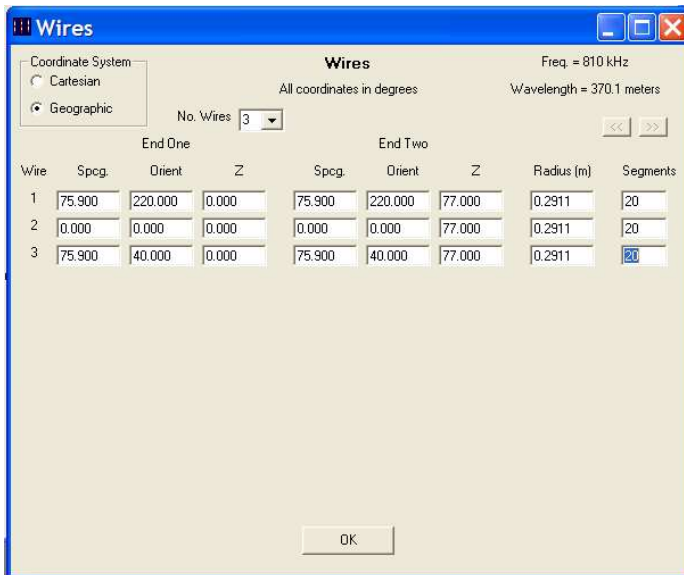 Wires
Coordinate System
Cartesian
Geographic
Wires
All coordinates in degrees
Freq. = 810 kHz
Wavelength = 370.1 meters
No. Wires 3
<< >>
End One End Two
Wire Spcg. Orient Z Spcg. Orient Z Radius (m) Segments
1 75.900 220.000 0.000 75.900 220.000 77.000 0.2911 20
2 0.000 0.000 0.000 0.000 0.000 77.000 0.2911 20
3 75.900 40.000 0.000 75.900 40.000 77.000 0.2911 20
OK